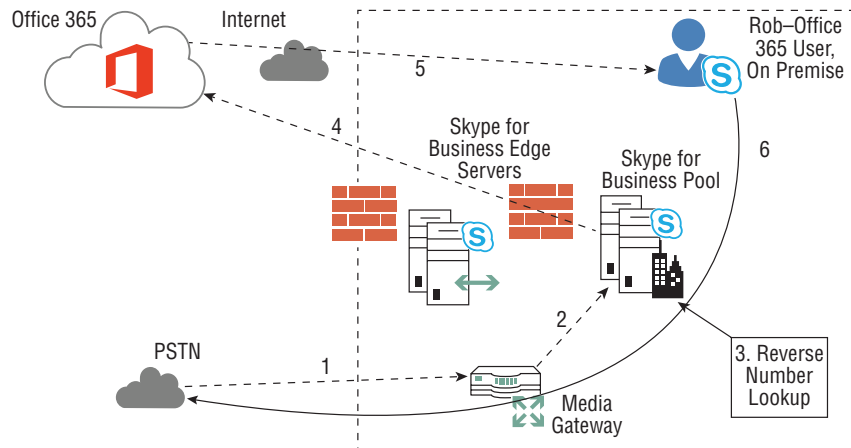 Office 365
Internet
Rob–Office
365 User,
On Premise
5
4
Skype for
Business Edge
Servers
Skype for
Business Pool
6
S
S
S
2
PSTN
1
3. Reverse
Number
Lookup
Media
Gateway